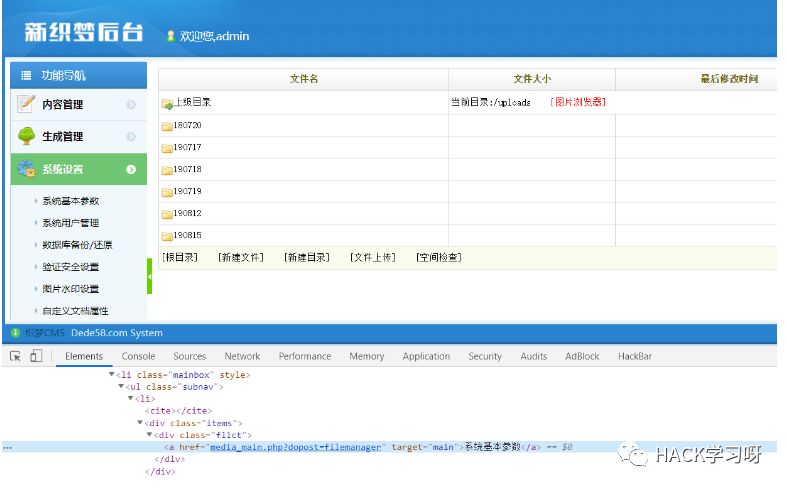 新织梦后台
欢迎您,admin
功能导航
内容管理
生成管理
系统设置
系统基本参数
系统用户管理
数据库备份/还原
验证安全设置
图片水印设置
自定义文档属性
文件名 文件大小 最后修改时间
上级目录 当前目录:/uploads [图片浏览器]
180720
190717
190718
190719
190812
190815
[根目录] [新建文件] [新建目录] [文件上传] [空间检查]
织梦CMS Dede58.com System
Elements Console Sources Network Performance Memory Application Security Audits AdBlock HackBar
▼<li class="mainbox" style>
▼<ul class="subnav">
▼<li>
<cite></cite>
▼<div class="items">
▼<div class="fllct">
<a href="media_main.php?dopost=filemanager" target="main">系统基本参数</a> == $0
</div>
</div>
HACK学习呀